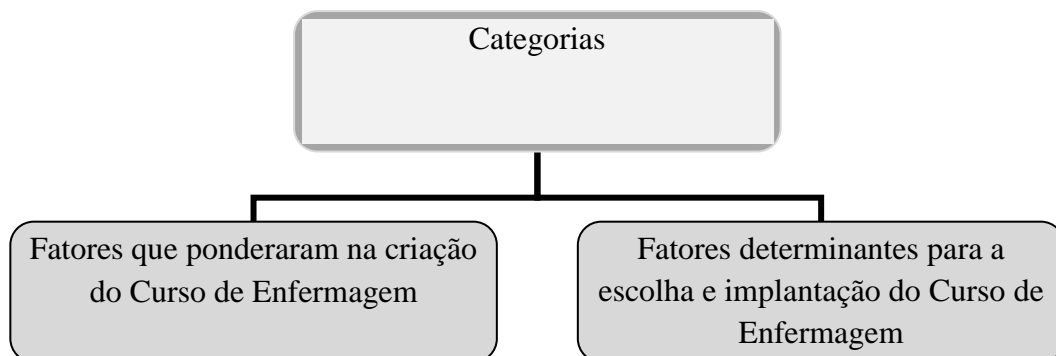 Categorias
Fatores que ponderaram na criação
do Curso de Enfermagem
Fatores determinantes para a
escolha e implantação do Curso de
Enfermagem